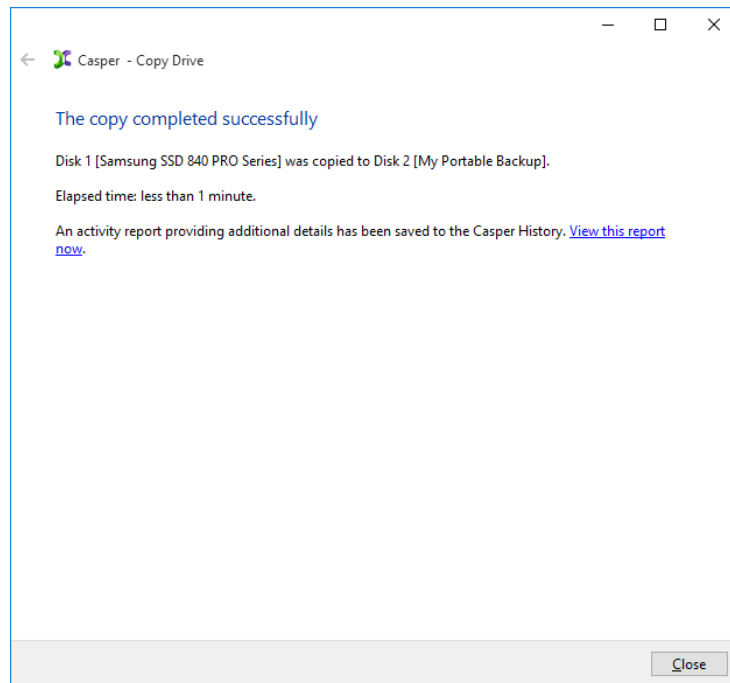 Casper - Copy Drive
The copy completed successfully
Disk 1 [Samsung SSD 840 PRO Series] was copied to Disk 2 [My Portable Backup].
Elapsed time: less than 1 minute.
An activity report providing additional details has been saved to the Casper History. View this report
now.
Close